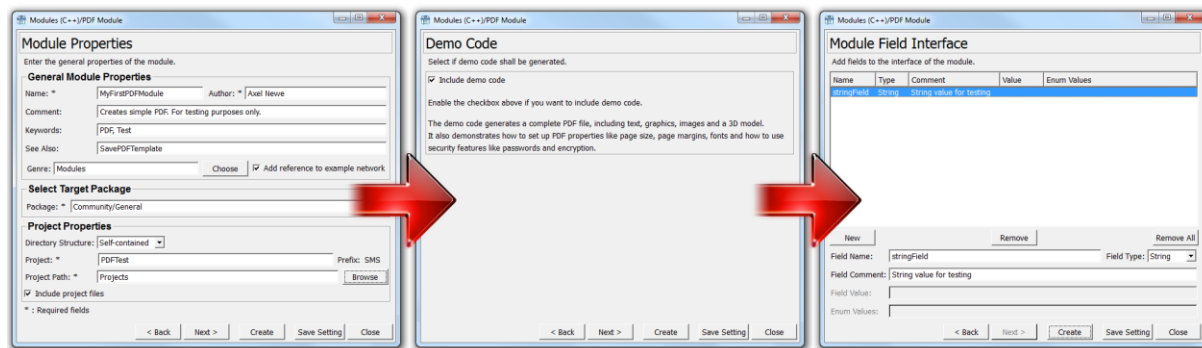 Modules (C++)/PDF Module
Module Properties
Enter the general properties of the module.
General Module Properties
Name: * MyFirstPDFModule Author: * Axel Newe
Comment: Creates simple PDF. For testing purposes only.
Keywords: PDF, Test
See Also: SavePDFTemplate
Genre: Modules Choose Add reference to example network
Select Target Package
Package: * Community/General
Project Properties
Directory Structure: Self-contained
Project: * PDFTest Prefix: SMS
Project Path: * Projects Browse
Include project files
* : Required fields
< Back Next > Create Save Setting Close
Modules (C++)/PDF Module
Demo Code
Select if demo code shall be generated.
Include demo code
Enable the checkbox above if you want to include demo code.
The demo code generates a complete PDF file, including text, graphics, images and a 3D model.
It also demonstrates how to set up PDF properties like page size, page margins, fonts and how to use
security features like passwords and encryption.
< Back Next > Create Save Setting Close
Modules (C++)/PDF Module
Module Field Interface
Add fields to the interface of the module.
Name Type Comment Value Enum Values
stringField String String value for testing
New Remove Remove All
Field Name: stringField Field Type: String
Field Comment: String value for testing
Field Value:
Enum Values:
< Back Next > Create Save Setting Close